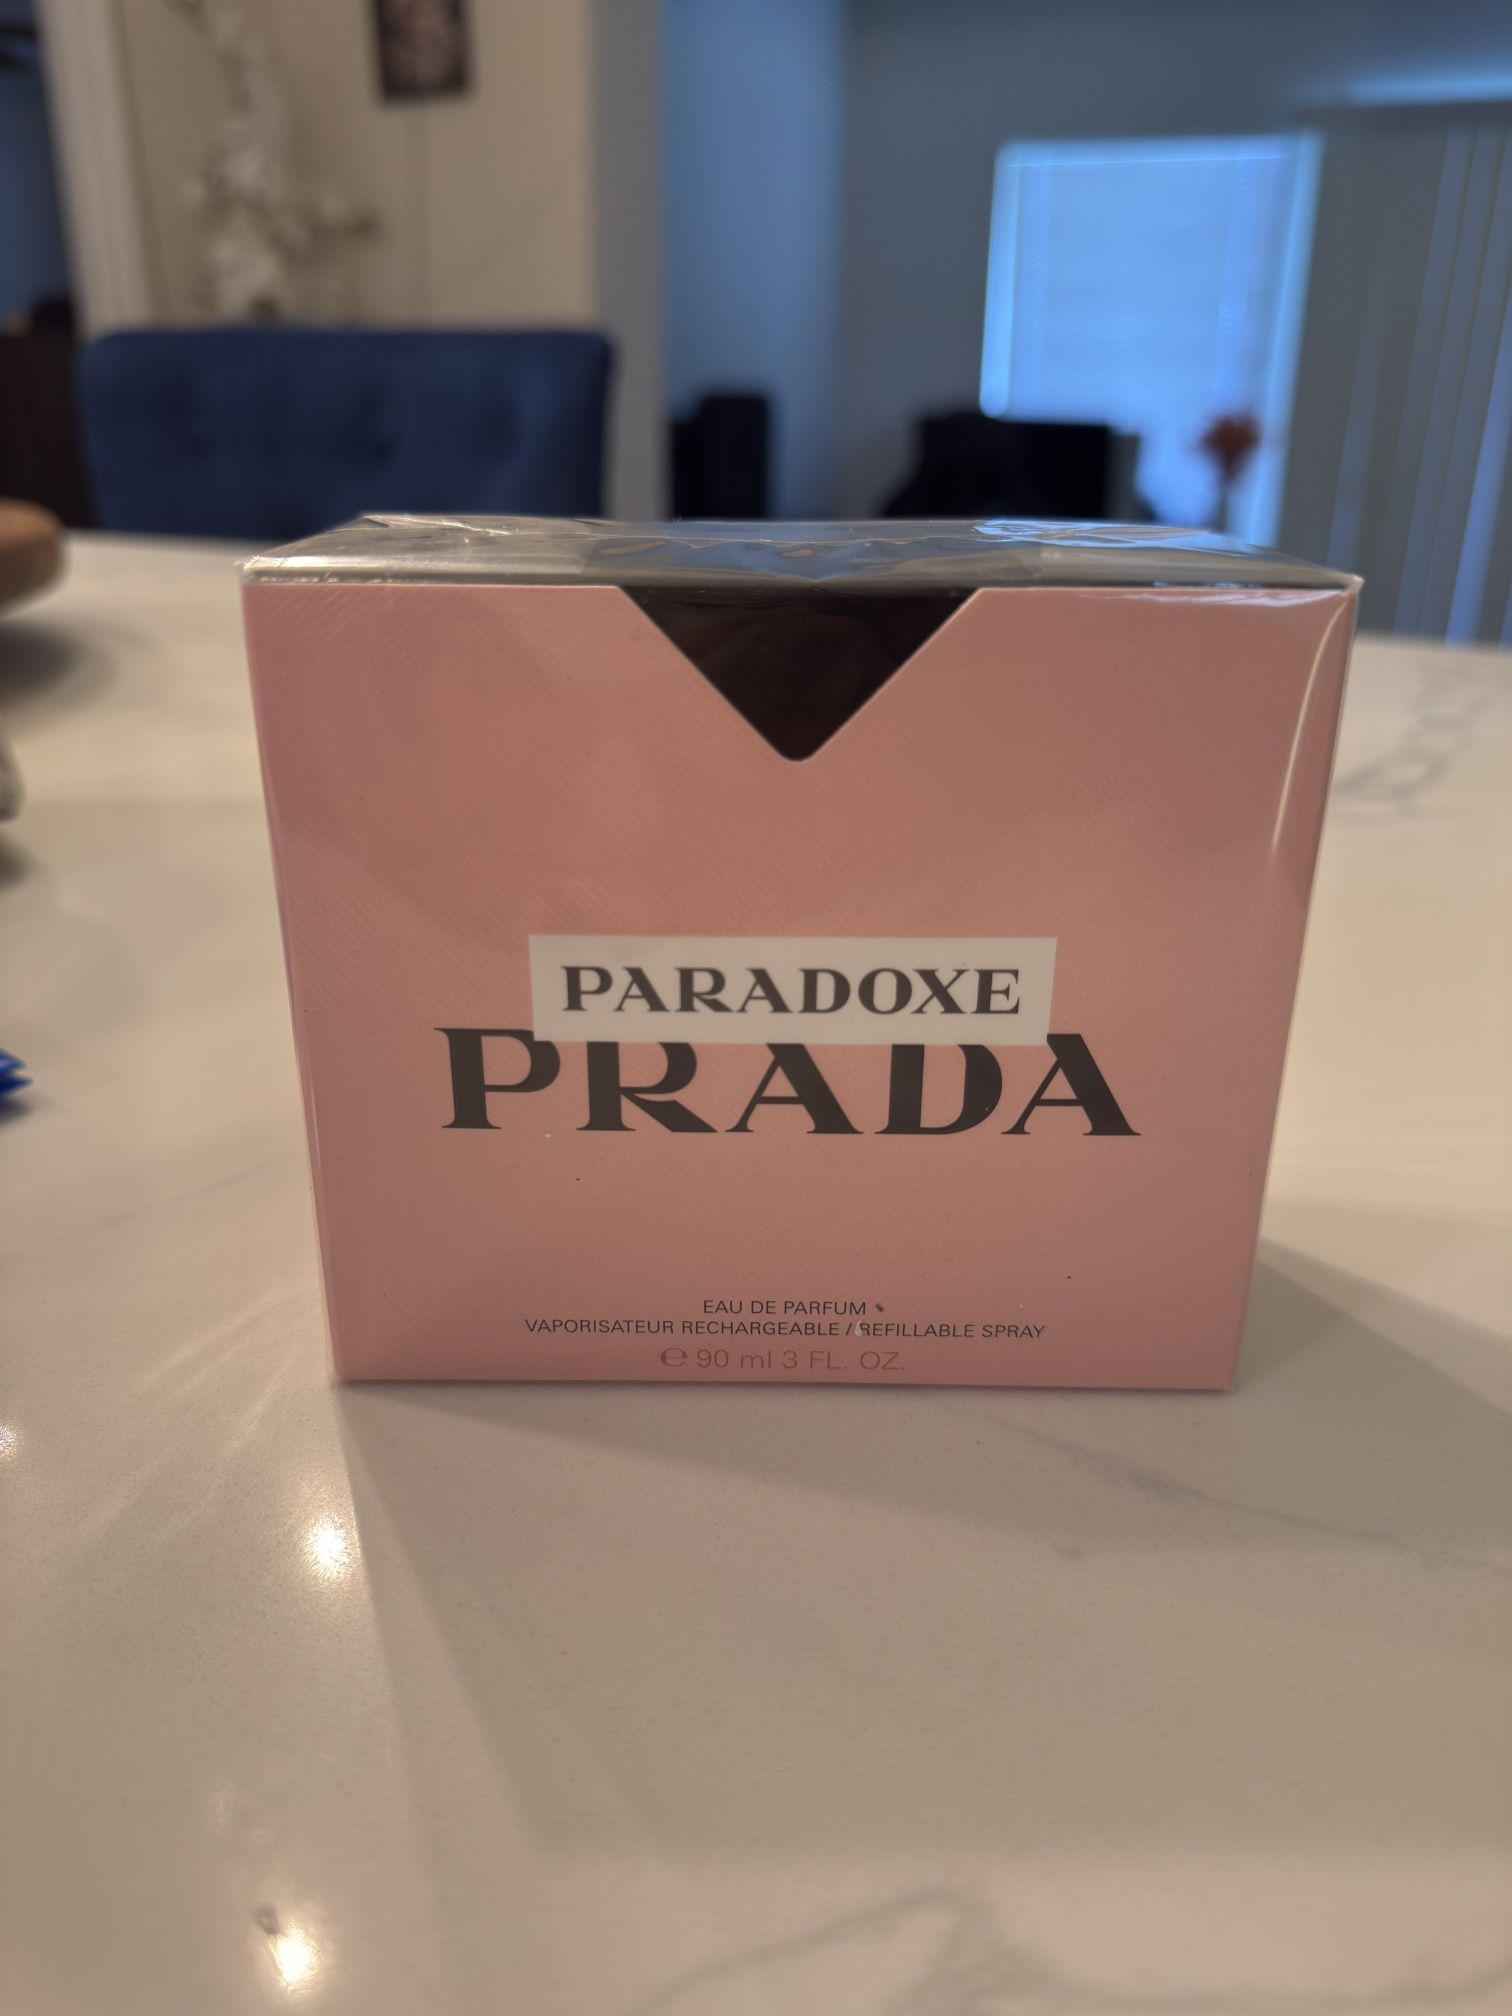 PARADOXE
PRADA
EAU DE PARFUM
VAPORISATEUR RECHARGEABLE / REFILLABLE SPRAY
℮ 90 ml 3 FL. OZ.